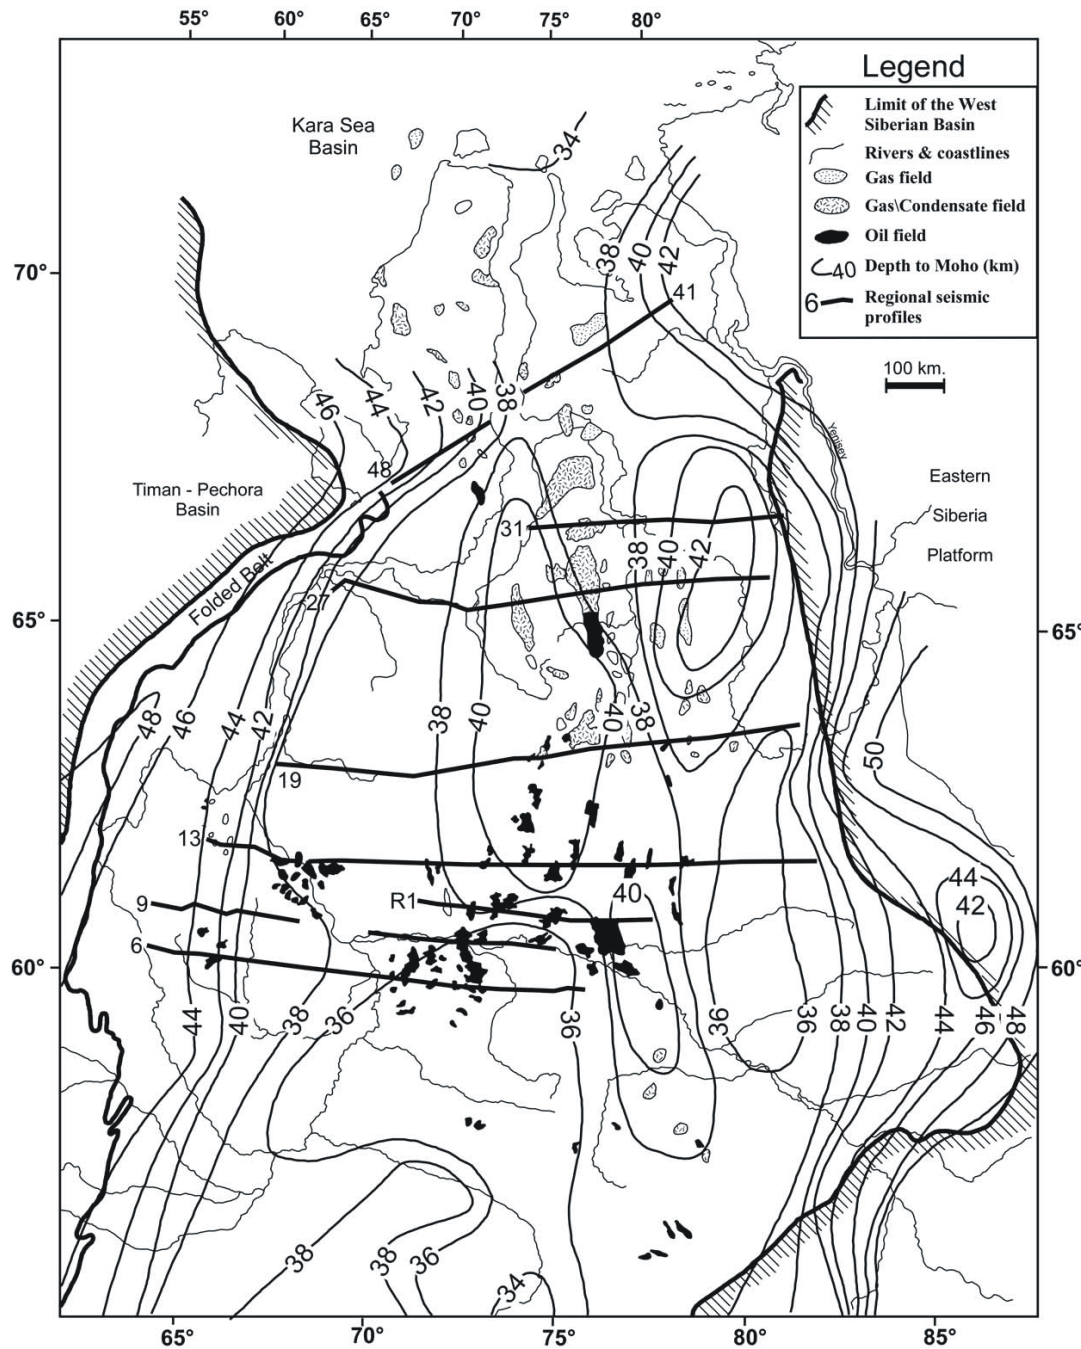 55° 60° 65° 70° 75° 80°
Legend
Limit of the West
Siberian Basin
Rivers & coastlines
Gas field
Gas\Condensate field
Oil field
40 Depth to Moho (km)
6 Regional seismic
profiles
100 km.
Kara Sea
Basin
34
70°
38 40 42
41
46 44 42 40 38
48
Timan - Pechora
Basin
Yenisey
Eastern
Siberia
Platform
31
38 40 42
Folded Belt
27
65° 65°
48 46 44 42 38 40 40 38
50
19
13
44
42
40
9
R1
6
60° 60°
44 40 38 36 36 38 36 38 40 42 44 46 48
38 38 36 34
65° 70° 75° 80° 85°